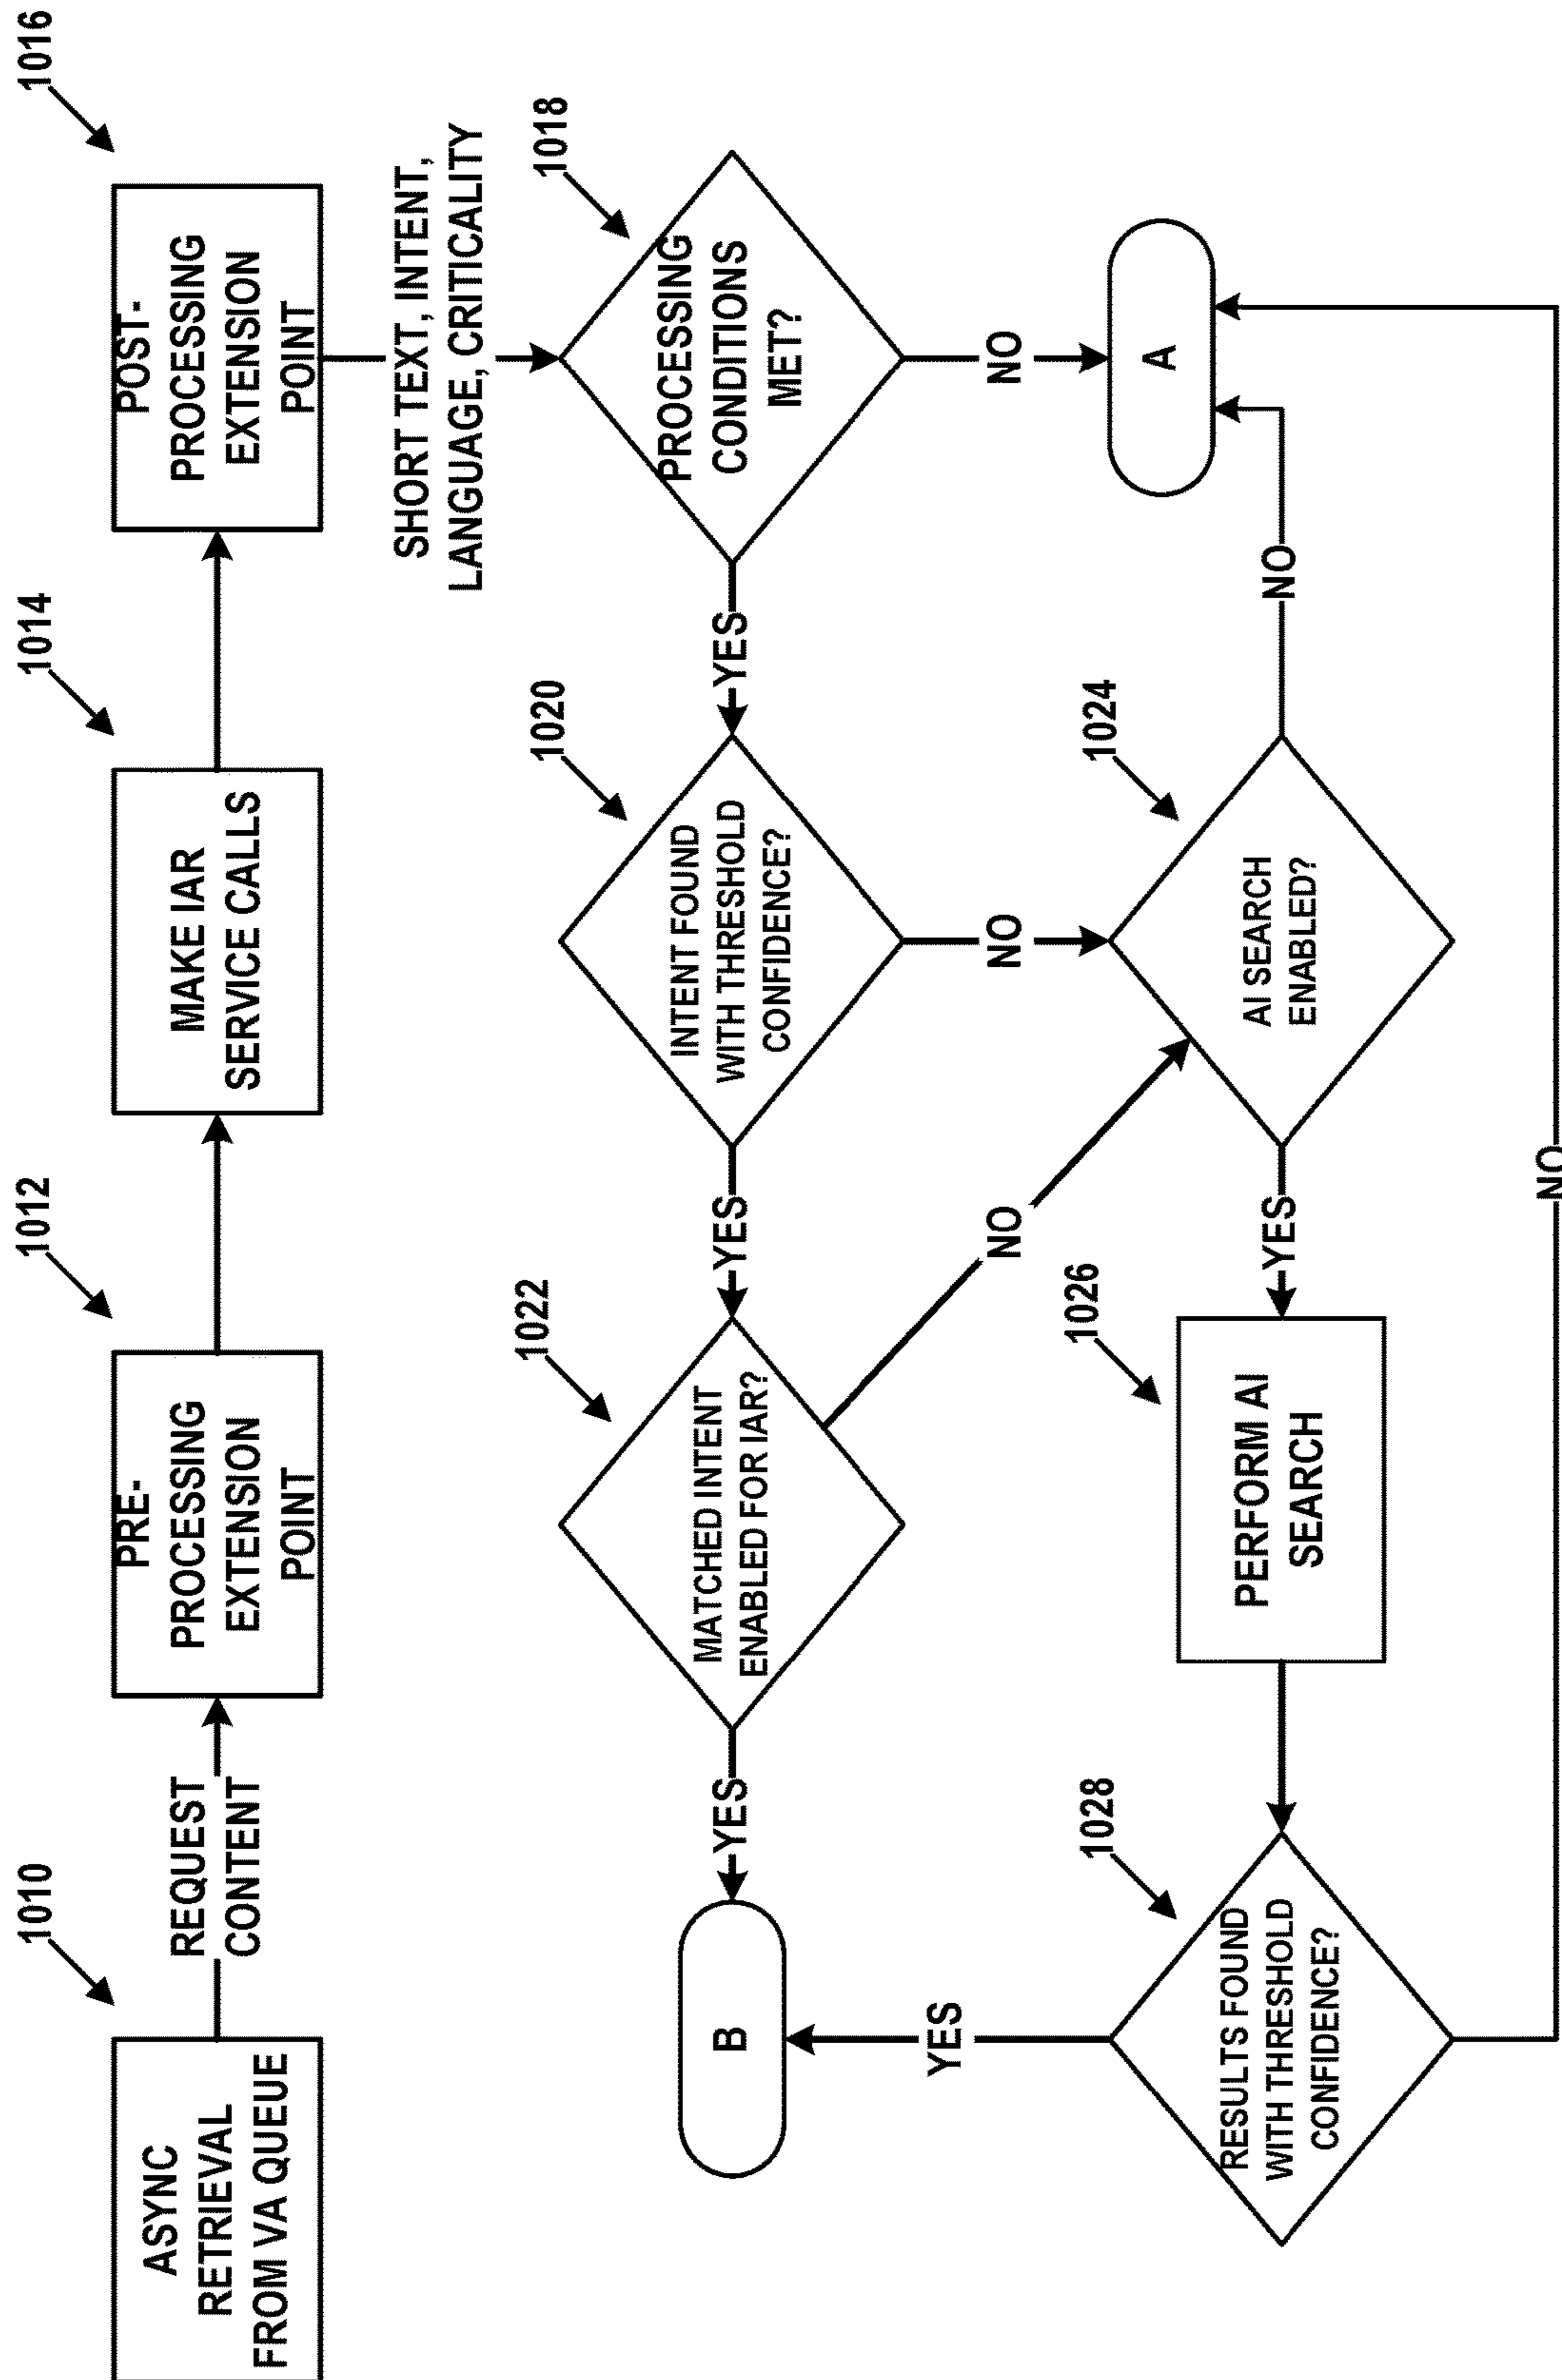 1010
ASYNC
RETRIEVAL
FROM VA QUEUE
REQUEST
CONTENT
1012
PRE-
PROCESSING
EXTENSION
POINT
1014
MAKE IAR
SERVICE CALLS
1016
POST-
PROCESSING
EXTENSION
POINT
SHORT TEXT, INTENT,
LANGUAGE, CRITICALITY
1018
PROCESSING
CONDITIONS
MET?
YES
NO
1020
INTENT FOUND
WITH THRESHOLD
CONFIDENCE?
YES
NO
1022
MATCHED INTENT
ENABLED FOR IAR?
YES
NO
B
A
1024
AI SEARCH
ENABLED?
NO
YES
1026
PERFORM AI
SEARCH
1028
RESULTS FOUND
WITH THRESHOLD
CONFIDENCE?
YES
NO